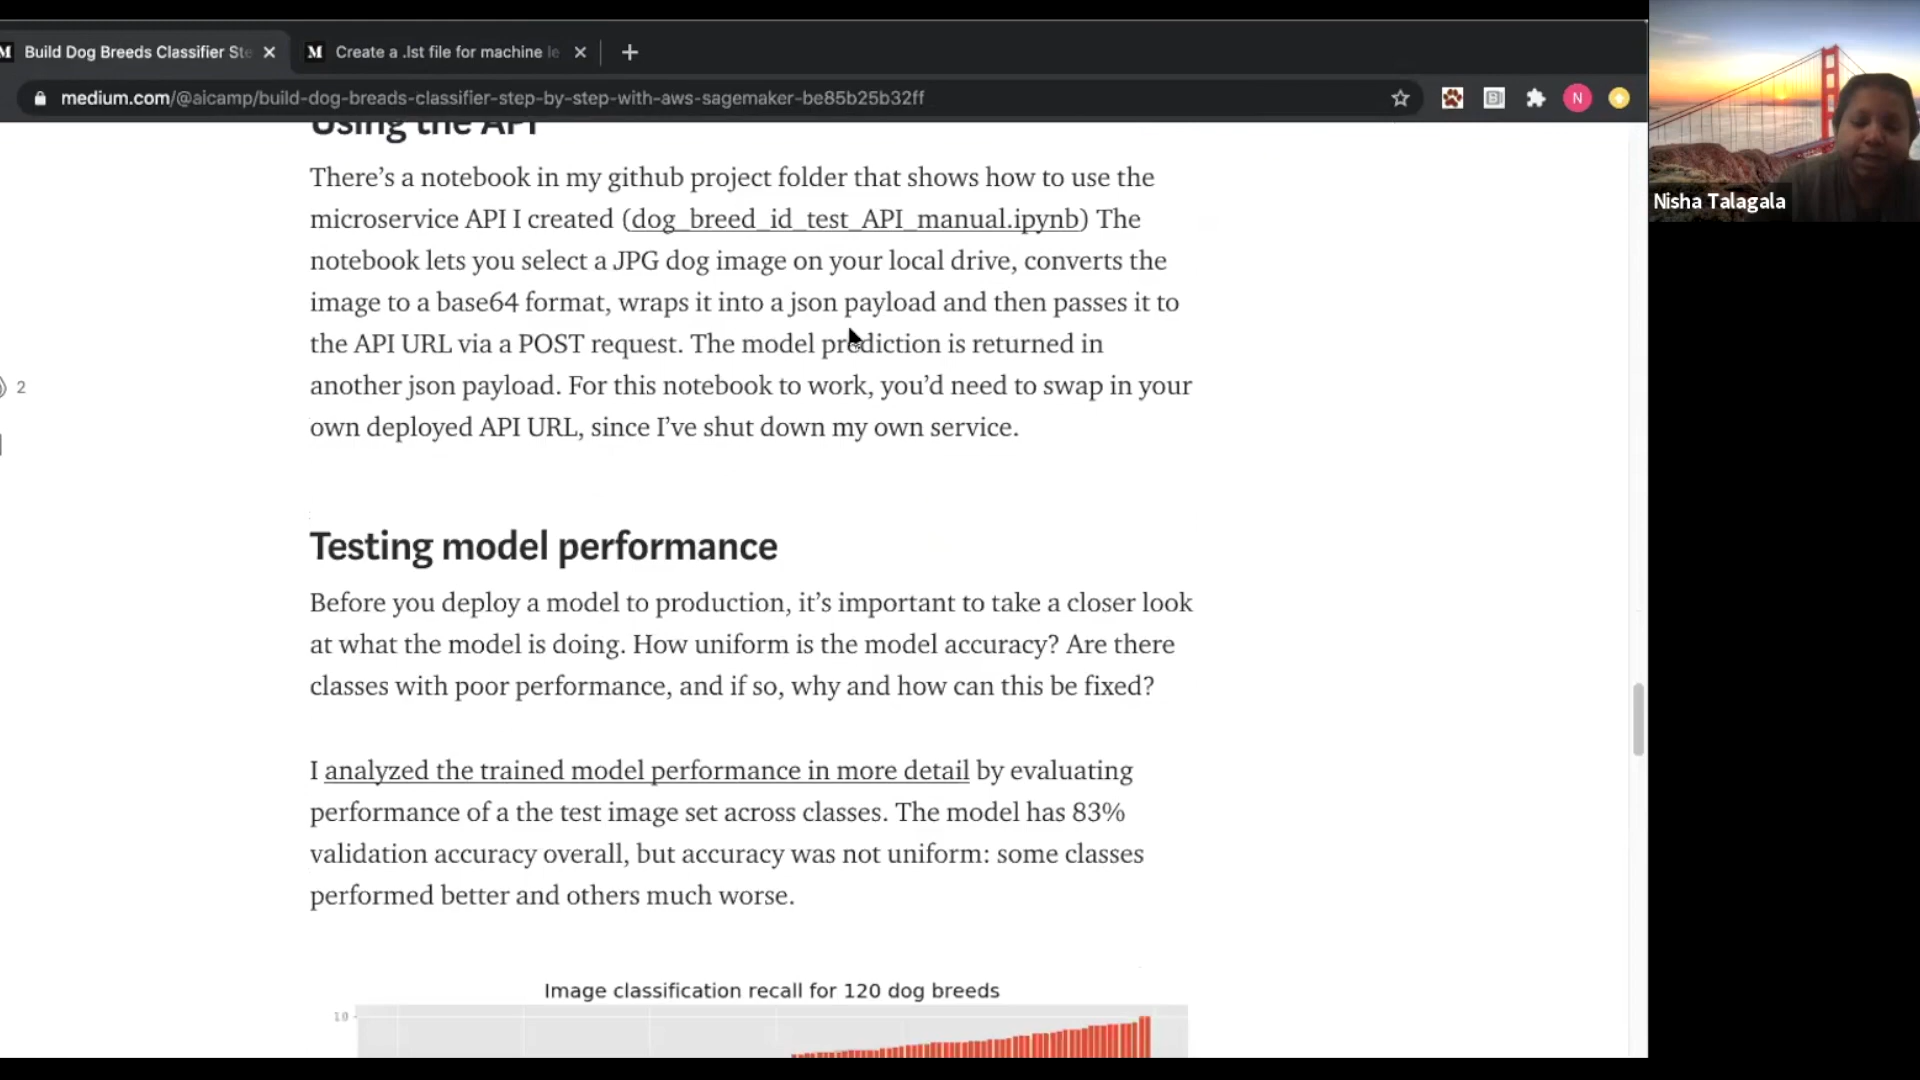 M Build Dog Breeds Classifier Ste
M Create a .lst file for machine le
medium.com/@aicamp/build-dog-breads-classifier-step-by-step-with-aws-sagemaker-be85b25b32ff
N
Nisha Talagala
Using the API
There’s a notebook in my github project folder that shows how to use the
microservice API I created (dog_breed_id_test_API_manual.ipynb) The
notebook lets you select a JPG dog image on your local drive, converts the
image to a base64 format, wraps it into a json payload and then passes it to
the API URL via a POST request. The model prediction is returned in
another json payload. For this notebook to work, you’d need to swap in your
own deployed API URL, since I’ve shut down my own service.
2
Testing model performance
Before you deploy a model to production, it’s important to take a closer look
at what the model is doing. How uniform is the model accuracy? Are there
classes with poor performance, and if so, why and how can this be fixed?
I analyzed the trained model performance in more detail by evaluating
performance of a the test image set across classes. The model has 83%
validation accuracy overall, but accuracy was not uniform: some classes
performed better and others much worse.
Image classification recall for 120 dog breeds
10